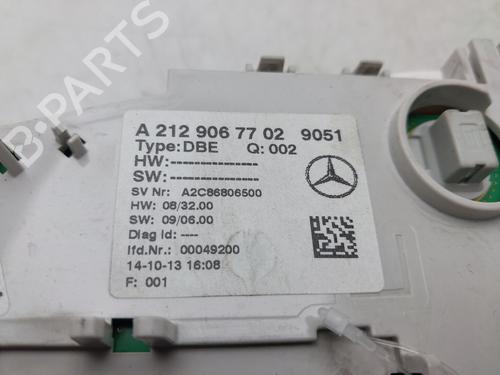 A 212 906 77 02 9051
Type:DBE Q: 002
HW:----------------
SW:----------------
SV Nr: A2C86806500
HW: 08/32.00
SW: 09/06.00
Diag Id: ----
lfd.Nr.: 00049200
14-10-13 16:08
F: 001